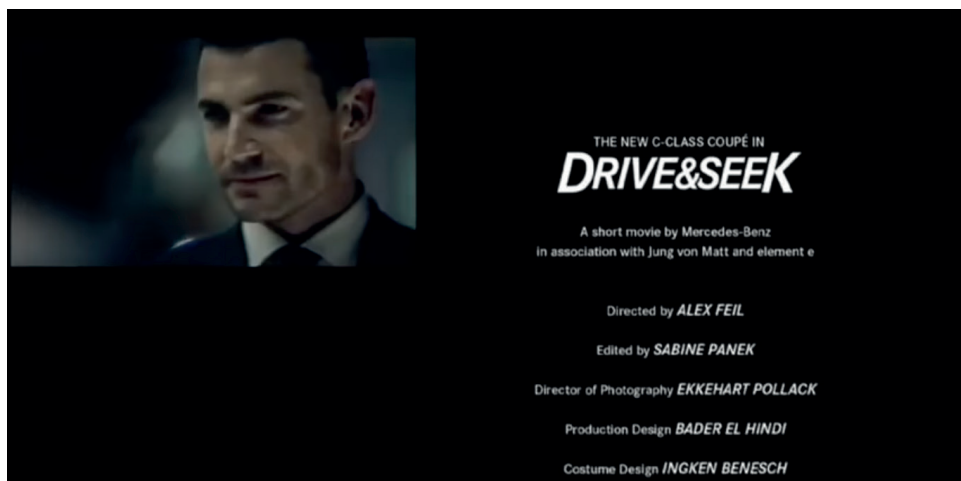 THE NEW C-CLASS COUPÉ IN
DRIVE&SEEK
A short movie by Mercedes-Benz
in association with Jung von Matt and element e
Directed by ALEX FEIL
Edited by SABINE PANEK
Director of Photography EKKEHART POLLACK
Production Design BADER EL HINDI
Costume Design INGKEN BENESCH